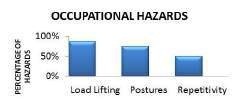 OCCUPATIONAL HAZARDS
PERCENTAGE OF
HAZARDS
100%
50%
0%
Load Lifting Postures Repetitivity